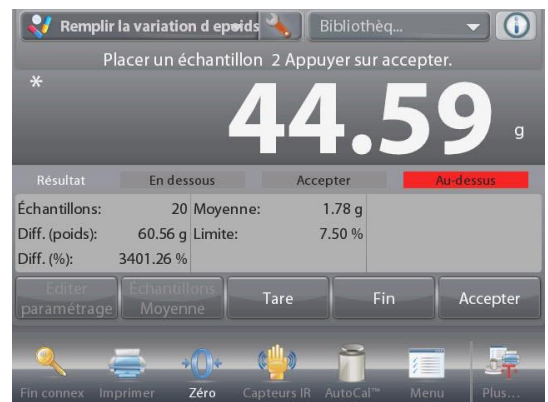 Remplir la variation d epoids Bibliothèq...
Placer un échantillon 2 Appuyer sur accepter.
*
44.59 g
Résultat En dessous Accepter Au-dessus
Échantillons: 20 Moyenne: 1.78 g
Diff. (poids): 60.56 g Limite: 7.50 %
Diff. (%): 3401.26 %
Editer paramétrage Échantillons Moyenne Tare Fin Accepter
Fin connex Imprimer Zéro Capteurs IR AutoCal™ Menu Plus...